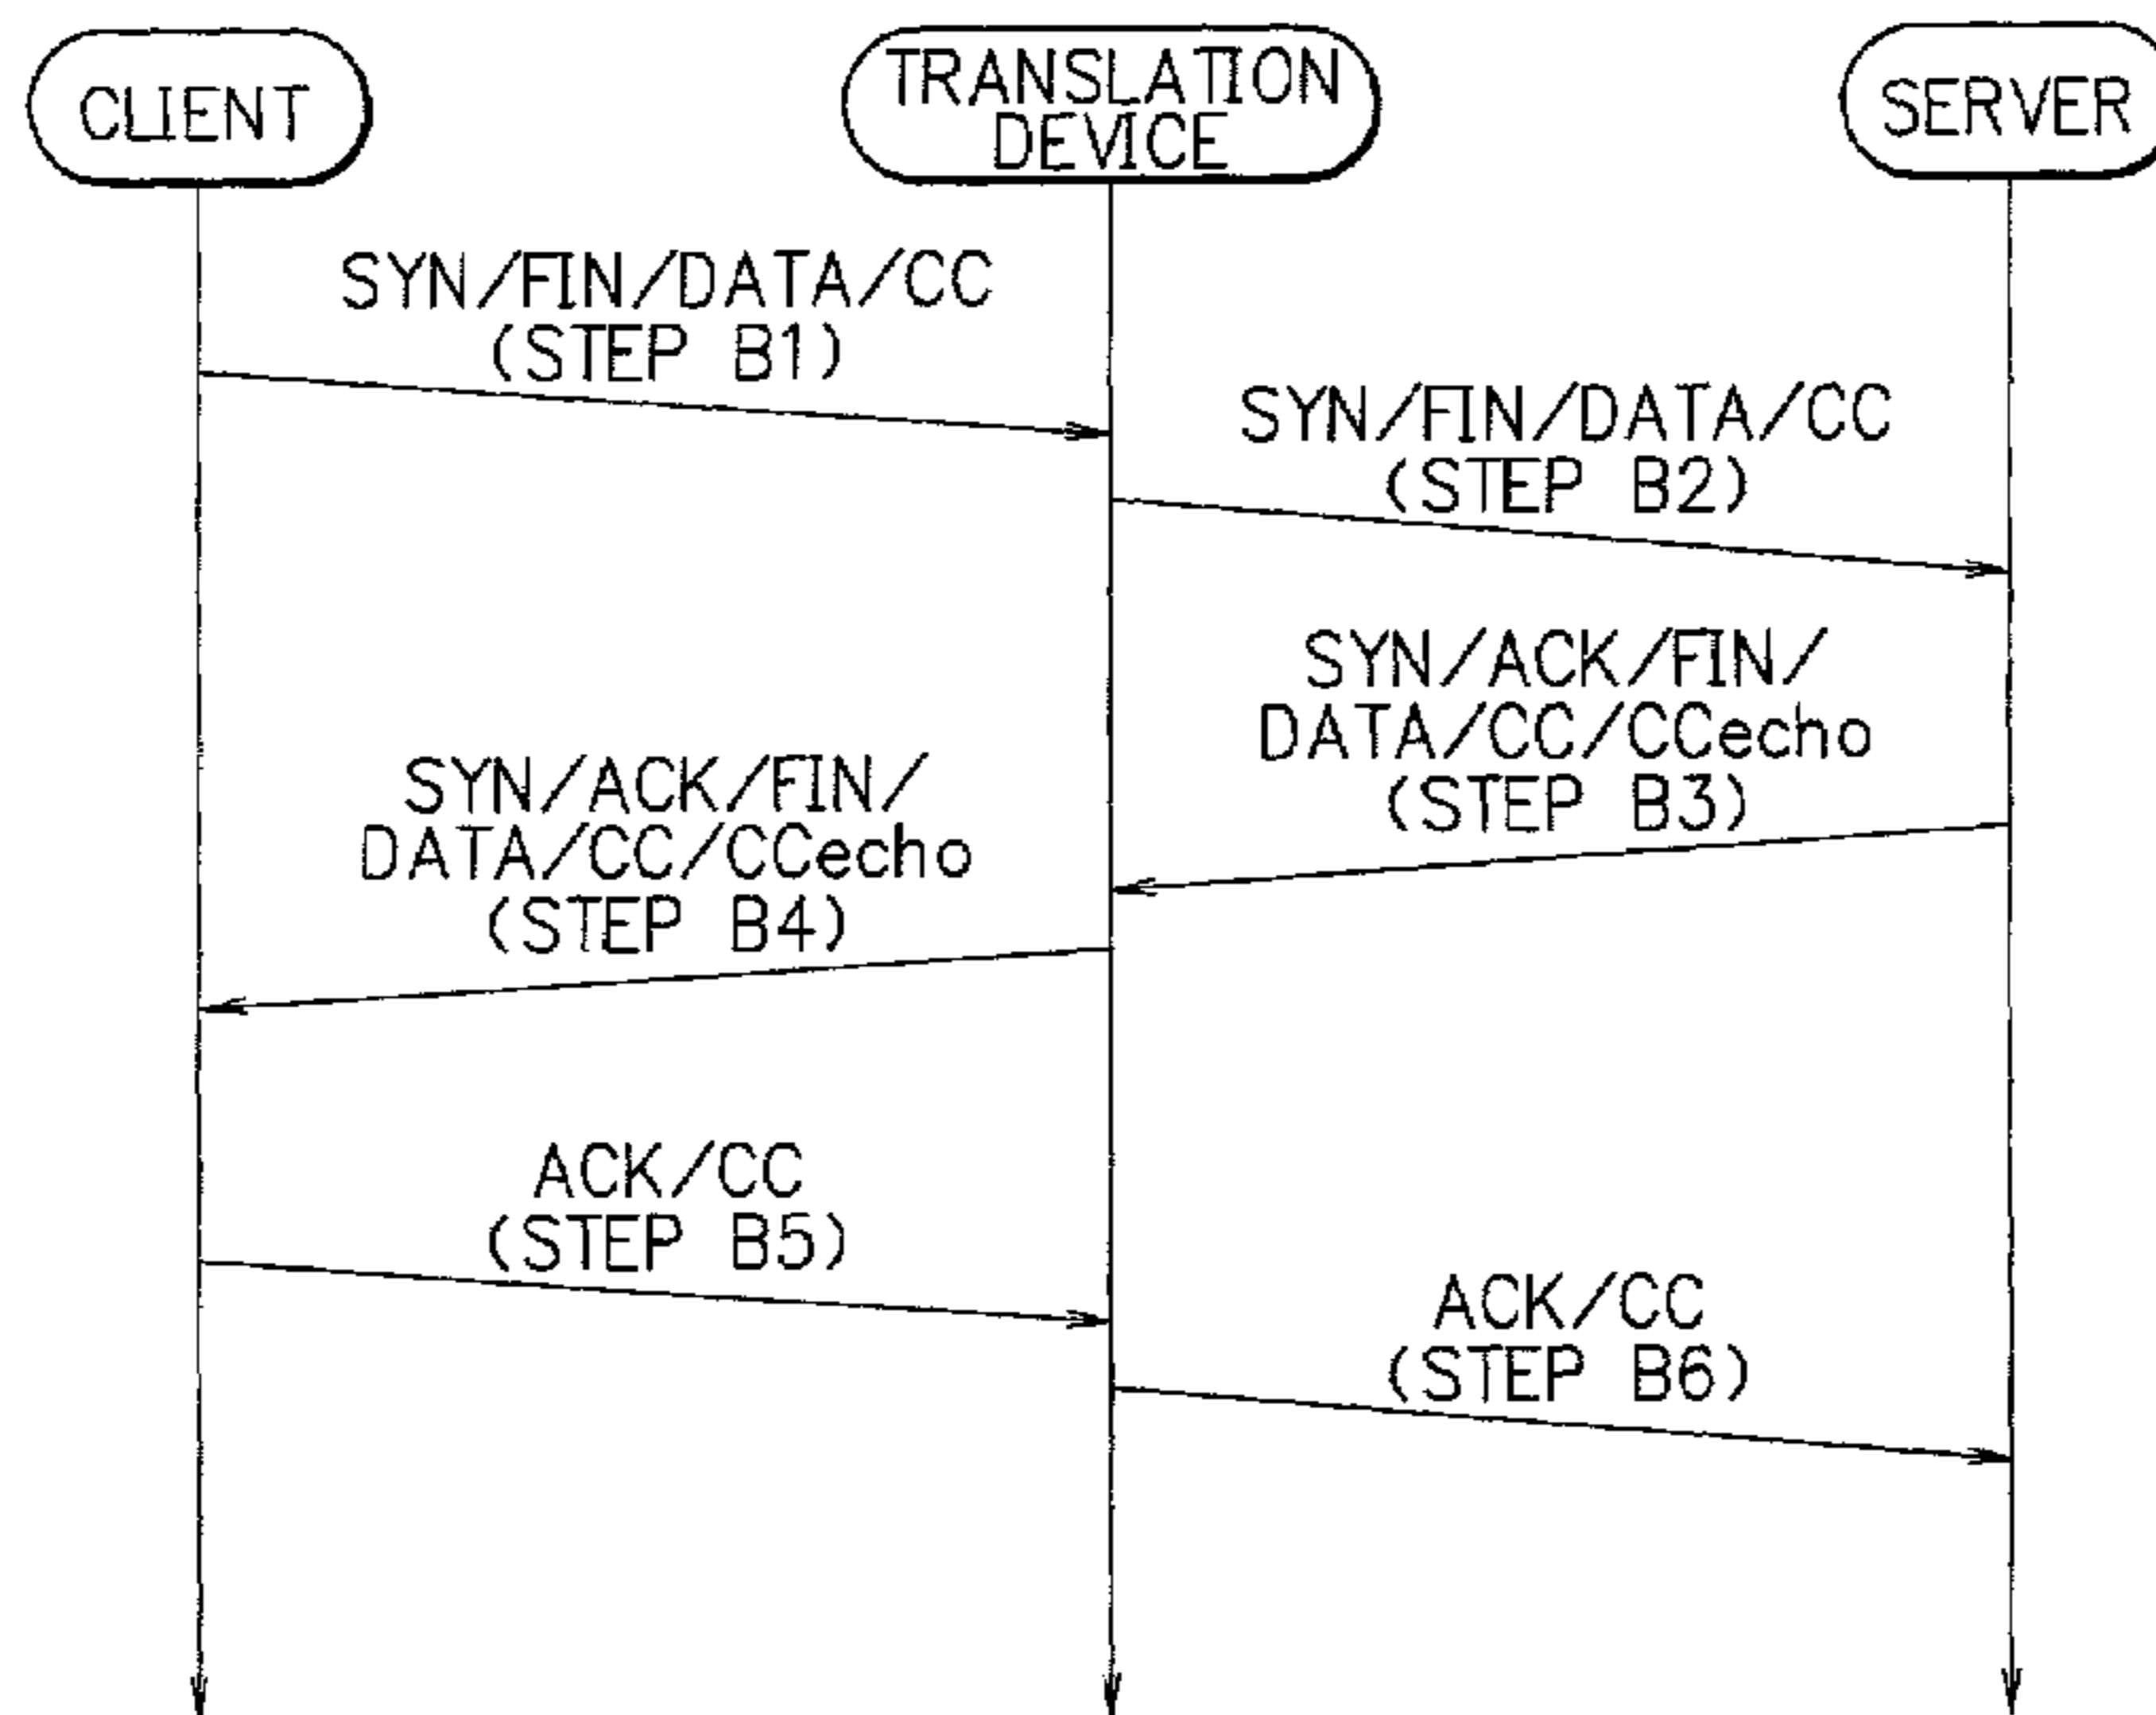 CLIENT
TRANSLATION
DEVICE
SERVER
SYN/FIN/DATA/CC
(STEP B1)
SYN/FIN/DATA/CC
(STEP B2)
SYN/ACK/FIN/
DATA/CC/CCecho
(STEP B3)
SYN/ACK/FIN/
DATA/CC/CCecho
(STEP B4)
ACK/CC
(STEP B5)
ACK/CC
(STEP B6)